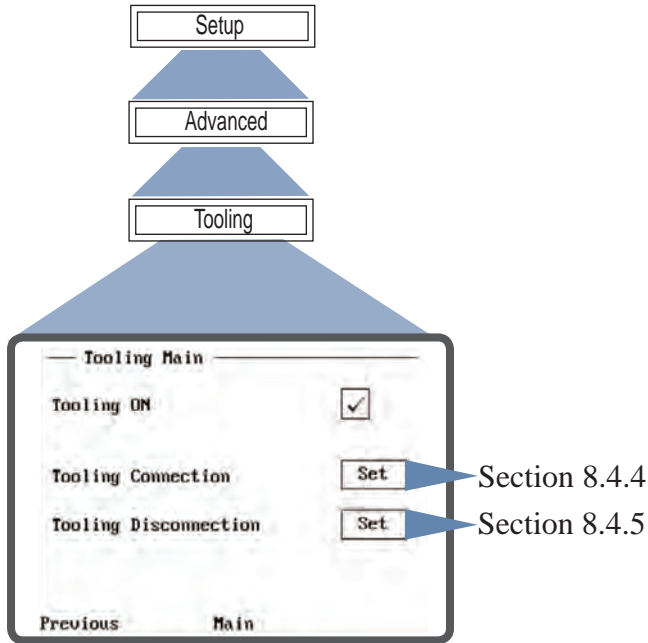 Setup
Advanced
Tooling
Tooling Main
Tooling ON
Tooling Connection Set Section 8.4.4
Tooling Disconnection Set Section 8.4.5
Previous Main